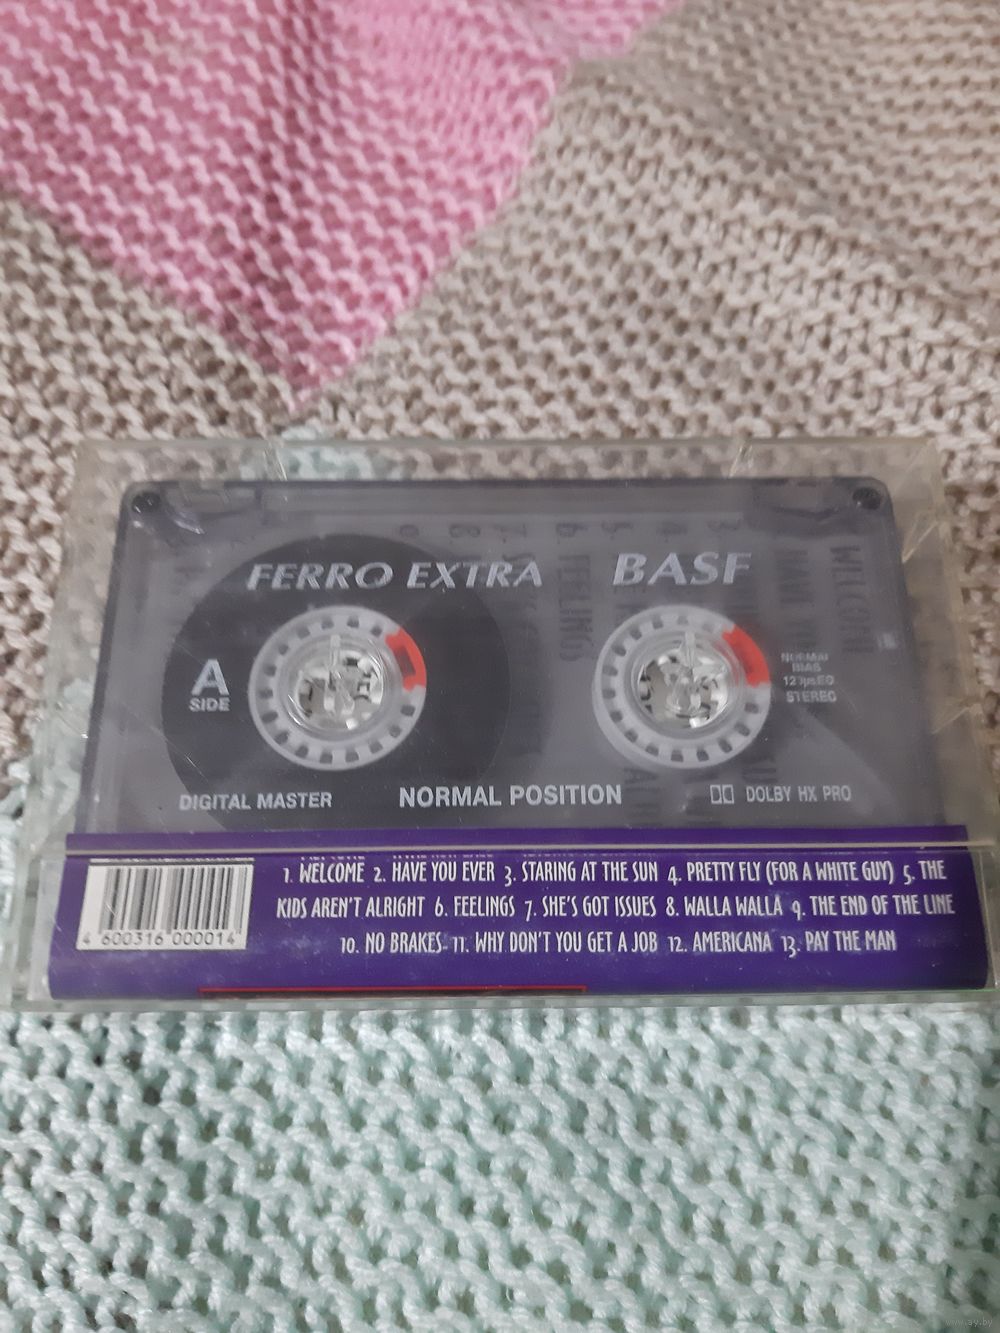 FERRO EXTRA BASF
A
SIDE
NORMAL
BIAS
STEREO
DIGITAL MASTER NORMAL POSITION DOLBY HX PRO
1. WELCOME 2. HAVE YOU EVER 3. STARING AT THE SUN 4. PRETTY FLY (FOR A WHITE GUY) 5. THE
KIDS AREN'T ALRIGHT 6. FEELINGS 7. SHE'S GOT ISSUES 8. WALLA WALLA 9. THE END OF THE LINE
10. NO BRAKES 11. WHY DON'T YOU GET A JOB 12. AMERICANA 13. PAY THE MAN
4 600316 000014
www.ay.by